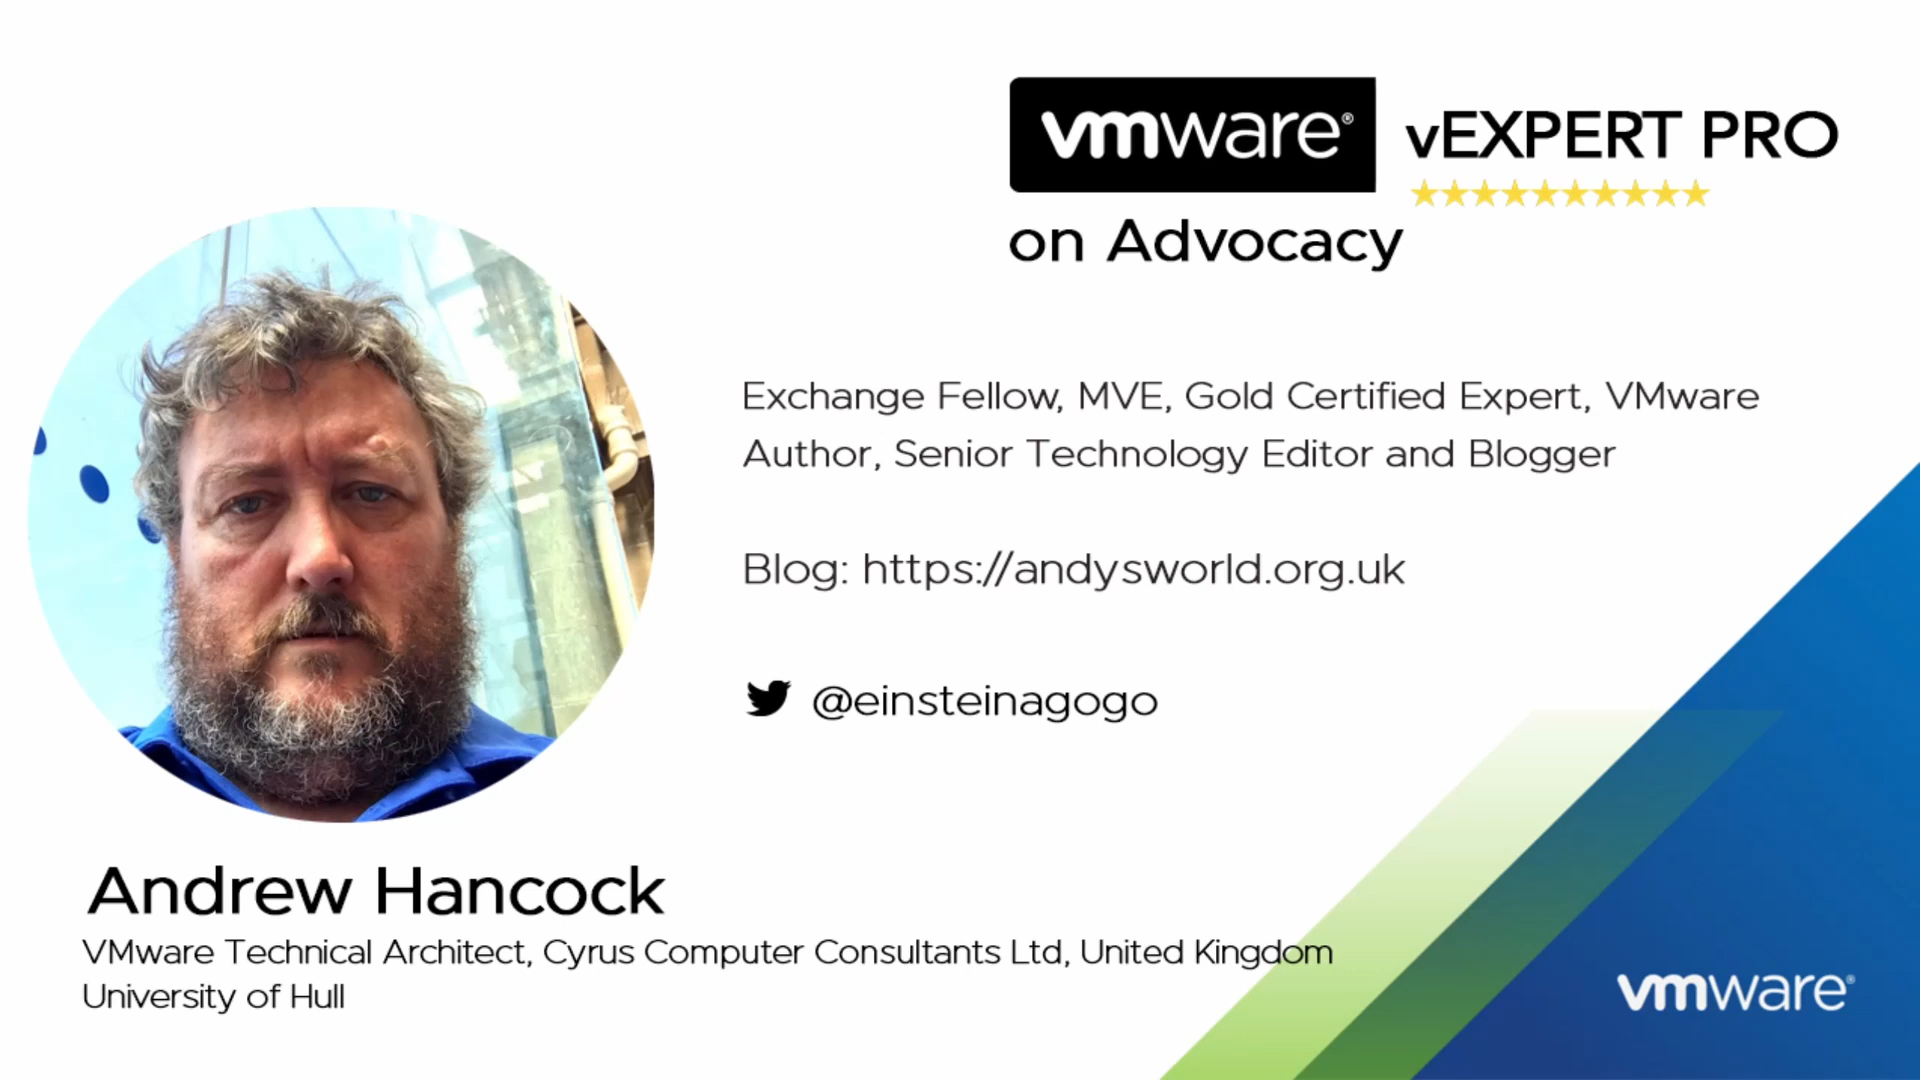 vmware® vEXPERT PRO
on Advocacy
Exchange Fellow, MVE, Gold Certified Expert, VMware
Author, Senior Technology Editor and Blogger
Blog: https://andysworld.org.uk
@einsteinagogo
Andrew Hancock
VMware Technical Architect, Cyrus Computer Consultants Ltd, United Kingdom
University of Hull
vmware®